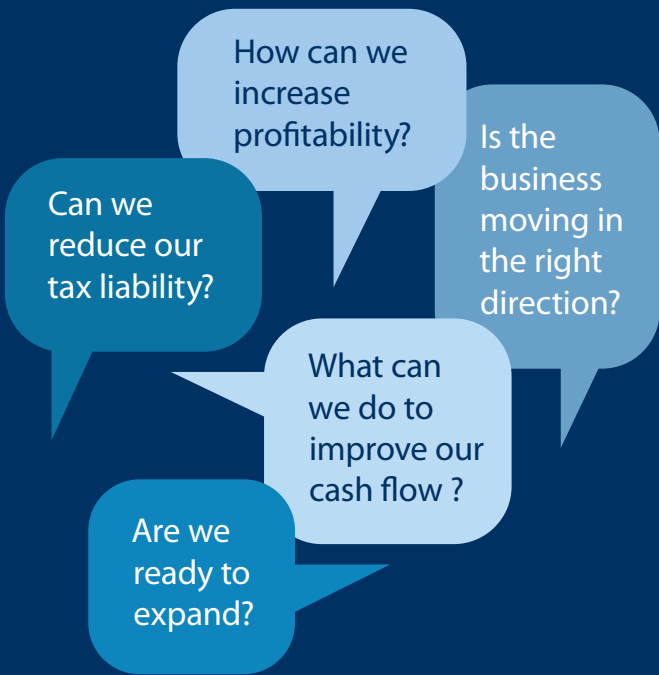 How can we
increase
profitability?
Is the
business
moving in
the right
direction?
Can we
reduce our
tax liability?
What can
we do to
improve our
cash flow ?
Are we
ready to
expand?